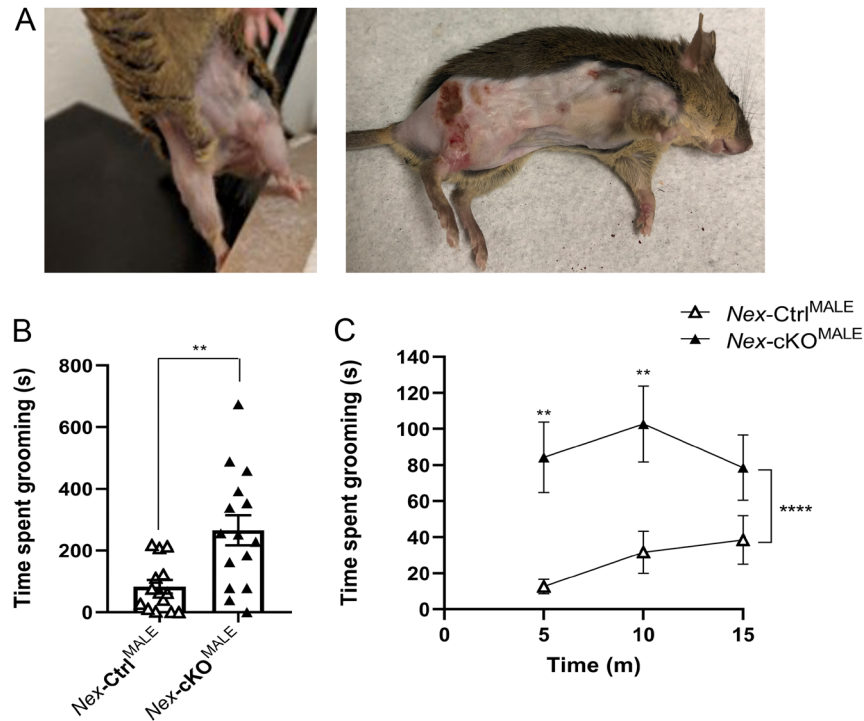 A
B
C
Nex-Ctrl^MALE
Nex-cKO^MALE
Time spent grooming (s)
800
600
400
200
0
**
Nex-Ctrl^MALE
Nex-cKO^MALE
Time spent grooming (s)
140
120
100
80
60
40
20
0
**
**
****
0 5 10 15
Time (m)